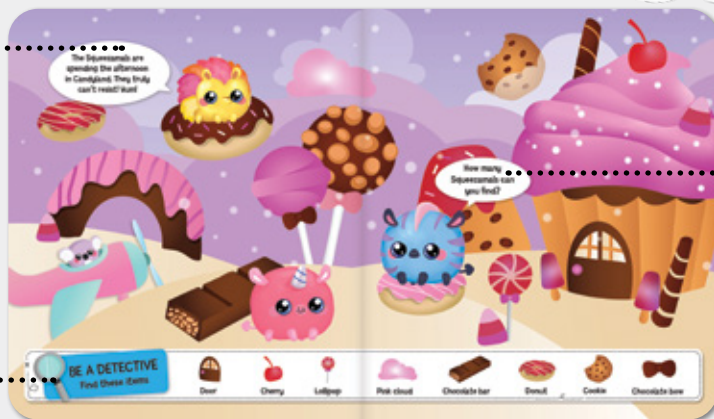 The Squeezamals are
spending the afternoon
in Candyland. They truly
can't resist! Yum!
How many
Squeezamals can
you find?
BE A DETECTIVE
Find these items
Door
Cherry
Lollipop
Pink cloud
Chocolate bar
Donut
Cookie
Chocolate bow